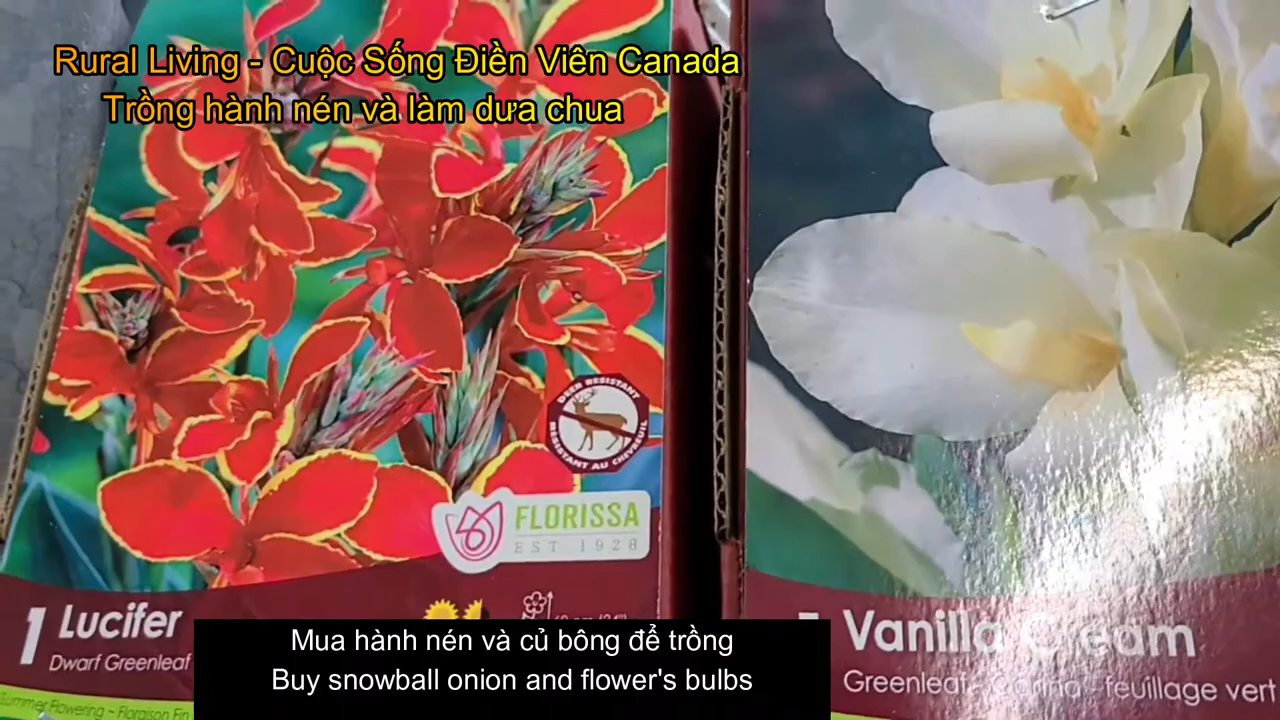 Rural Living - Cuộc Sống Điền Viên Canada
Trồng hành nén và làm dưa chua
DEER RESISTANT
RÉSISTANT AU CHEVREUIL
FLORISSA
EST 1928
1 Lucifer
Dwarf Greenleaf
Summer Flowering ~ Floraison Fin
Vanilla Cream
Greenleaf - Canna - feuillage vert
Mua hành nén và củ bông để trồng
Buy snowball onion and flower's bulbs